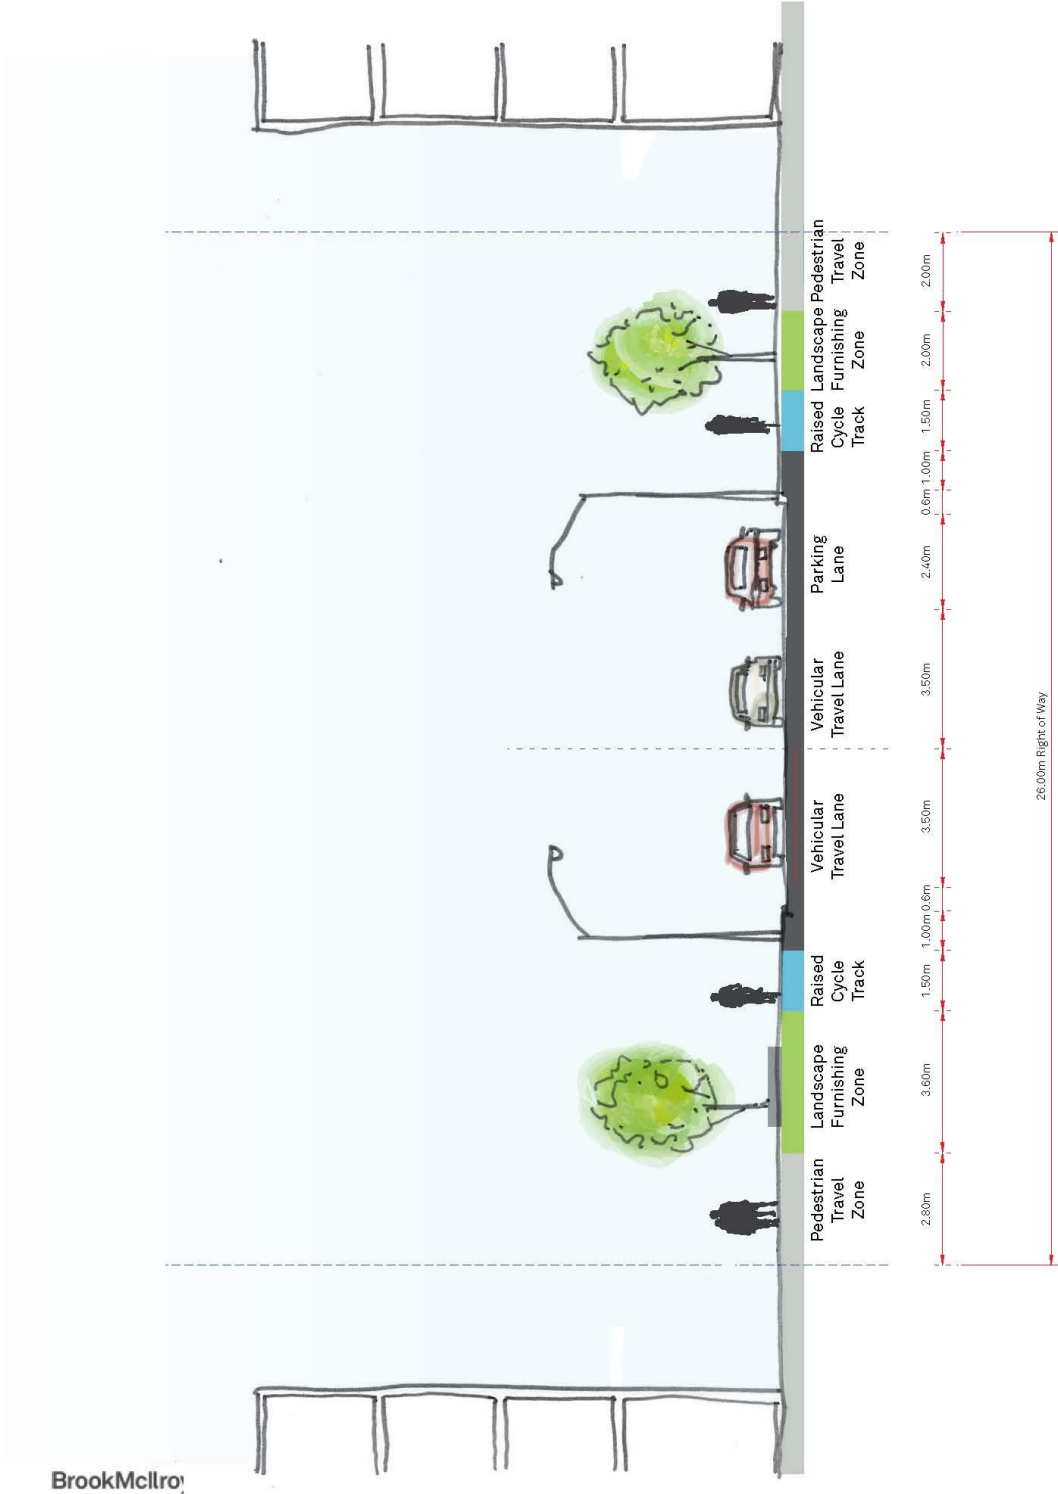 Pedestrian
Travel
Zone
Landscape
Furnishing
Zone
Raised
Cycle
Track
Vehicular
Travel Lane
Vehicular
Travel Lane
Parking
Lane
Raised
Cycle
Track
Landscape
Furnishing
Zone
Pedestrian
Travel
Zone
2.80m
3.60m
1.50m
1.00m
0.6m
3.50m
3.50m
2.40m
0.6m
1.00m
1.50m
2.00m
2.00m
26.00m Right of Way
BrookMcIlroy